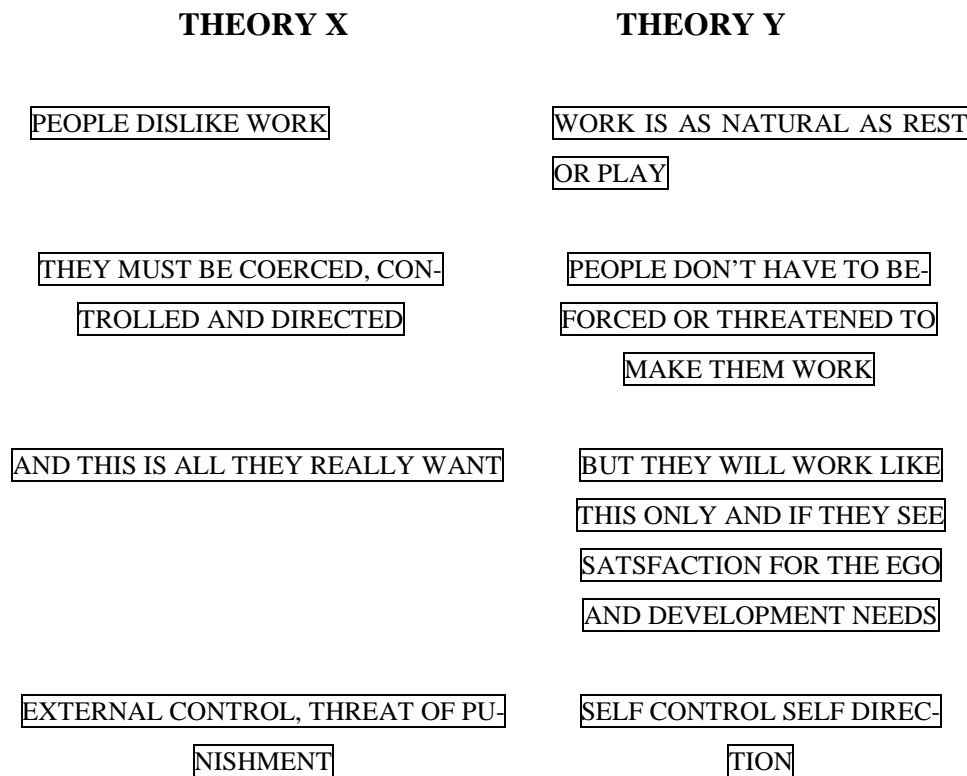 THEORY X
THEORY Y
PEOPLE DISLIKE WORK
WORK IS AS NATURAL AS REST
OR PLAY
THEY MUST BE COERCED, CON-
TROLLED AND DIRECTED
PEOPLE DON’T HAVE TO BE-
FORCED OR THREATENED TO
MAKE THEM WORK
AND THIS IS ALL THEY REALLY WANT
BUT THEY WILL WORK LIKE
THIS ONLY AND IF THEY SEE
SATSFACTION FOR THE EGO
AND DEVELOPMENT NEEDS
EXTERNAL CONTROL, THREAT OF PU-
NISHMENT
SELF CONTROL SELF DIREC-
TION